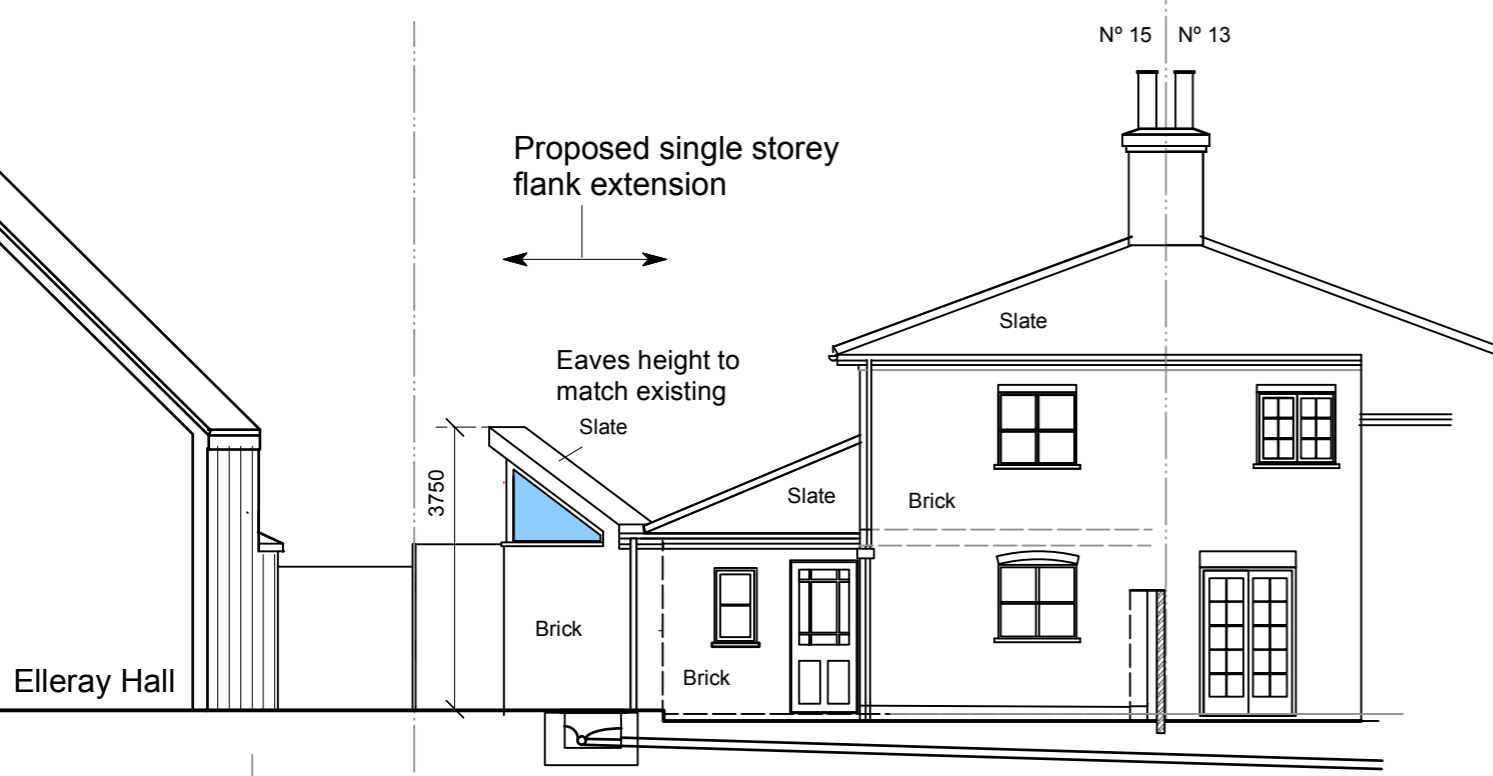 Nº 15
Nº 13
Proposed single storey
flank extension
Slate
Eaves height to
match existing
Slate
3750
Slate
Brick
Brick
Brick
Elleray Hall